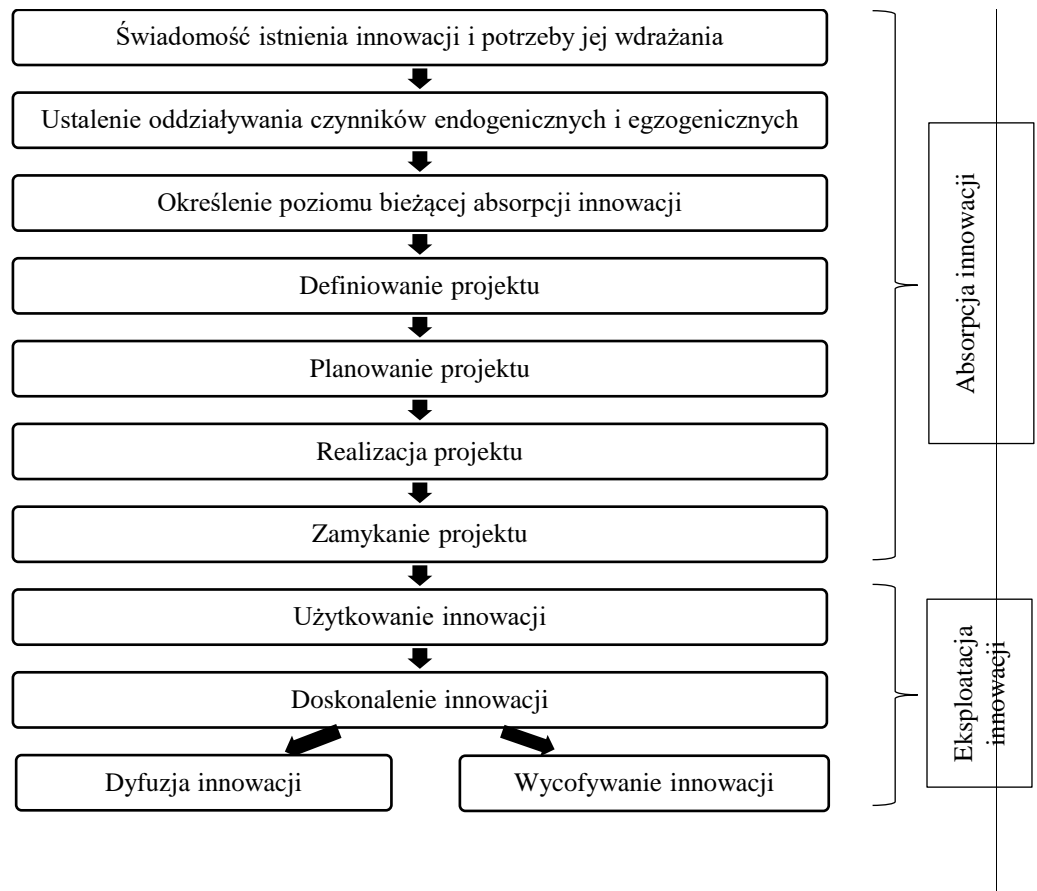 Świadomość istnienia innowacji i potrzeby jej wdrażania
Ustalenie oddziaływania czynników endogenicznych i egzogenicznych
Określenie poziomu bieżącej absorpcji innowacji
Definiowanie projektu
Planowanie projektu
Realizacja projektu
Zamykanie projektu
Absorpcja innowacji
Użytkowanie innowacji
Doskonalenie innowacji
Dyfuzja innowacji
Wycofywanie innowacji
Eksploatacja
innowacji